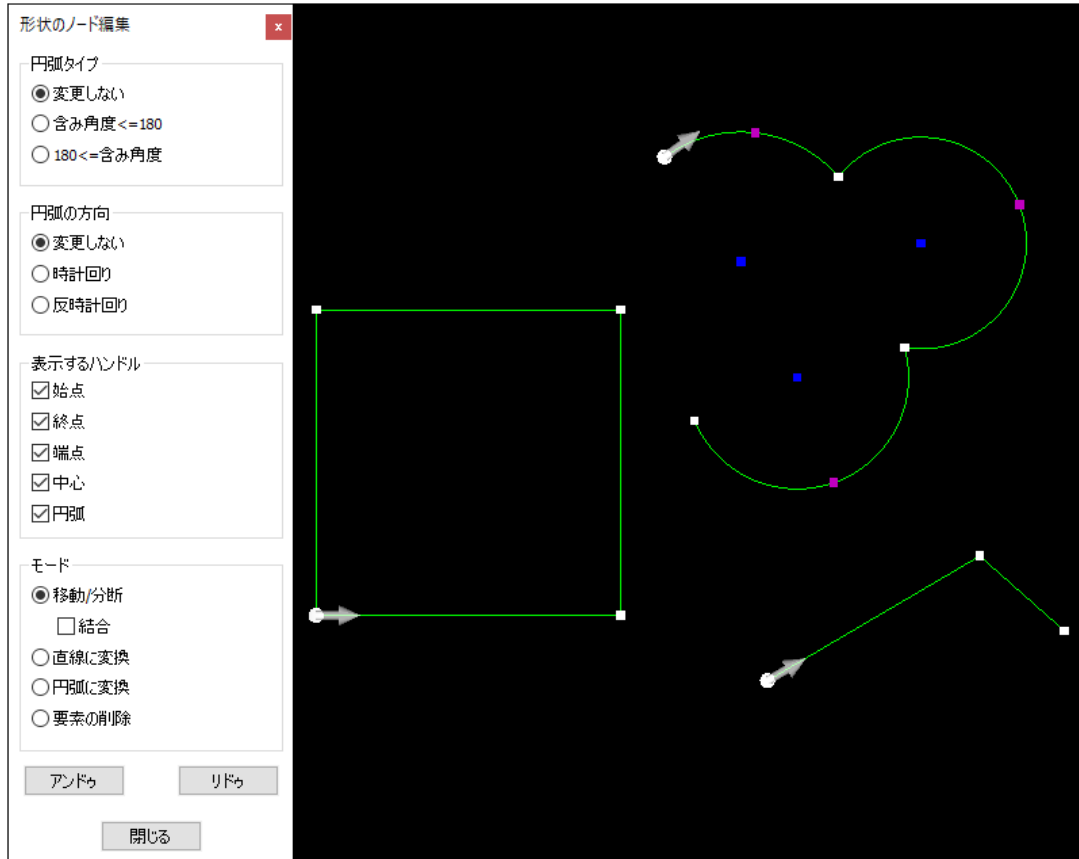 形状のノード編集
x
円弧タイプ
変更しない
含み角度<=180
180<=含み角度
円弧の方向
変更しない
時計回り
反時計回り
表示するハンドル
始点
終点
端点
中心
円弧
モード
移動/分断
結合
直線に変換
円弧に変換
要素の削除
アンドゥ
リドゥ
閉じる